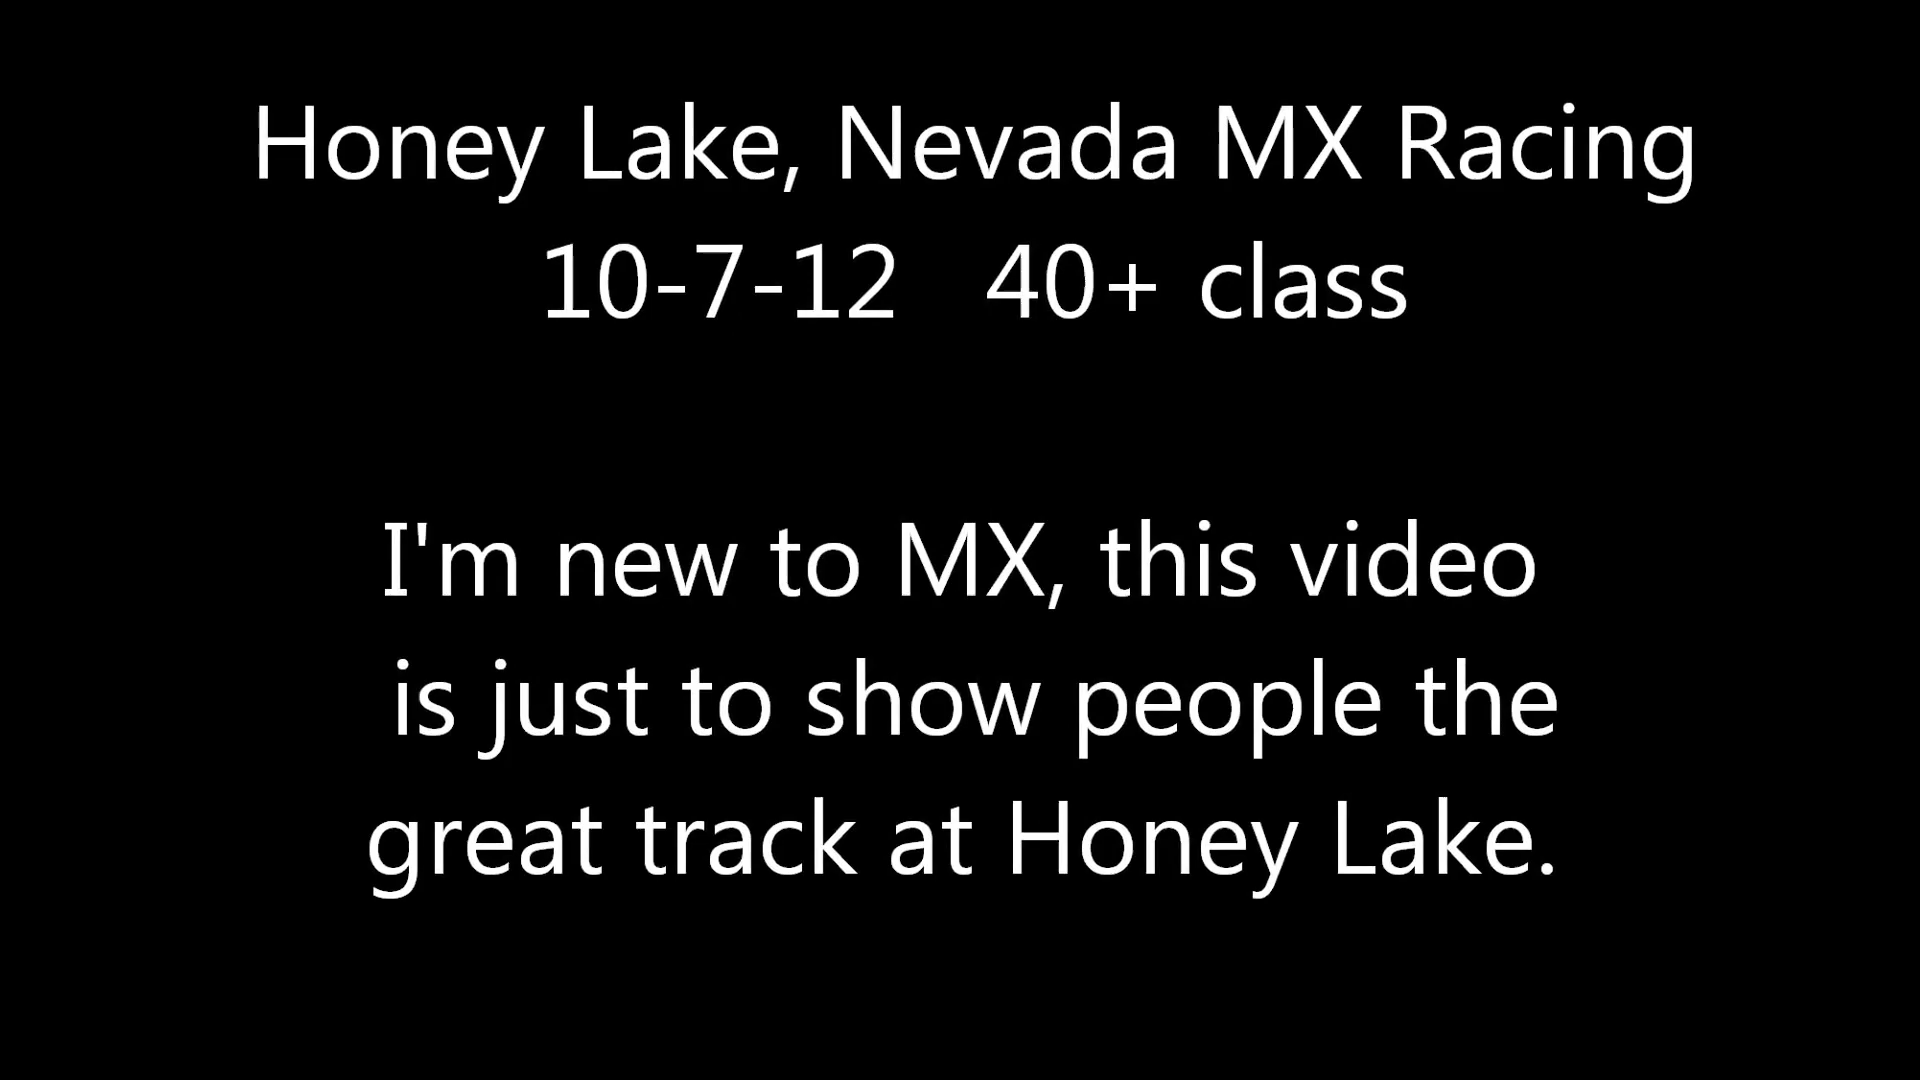 Honey Lake, Nevada MX Racing
10-7-12 40+ class
I'm new to MX, this video
is just to show people the
great track at Honey Lake.